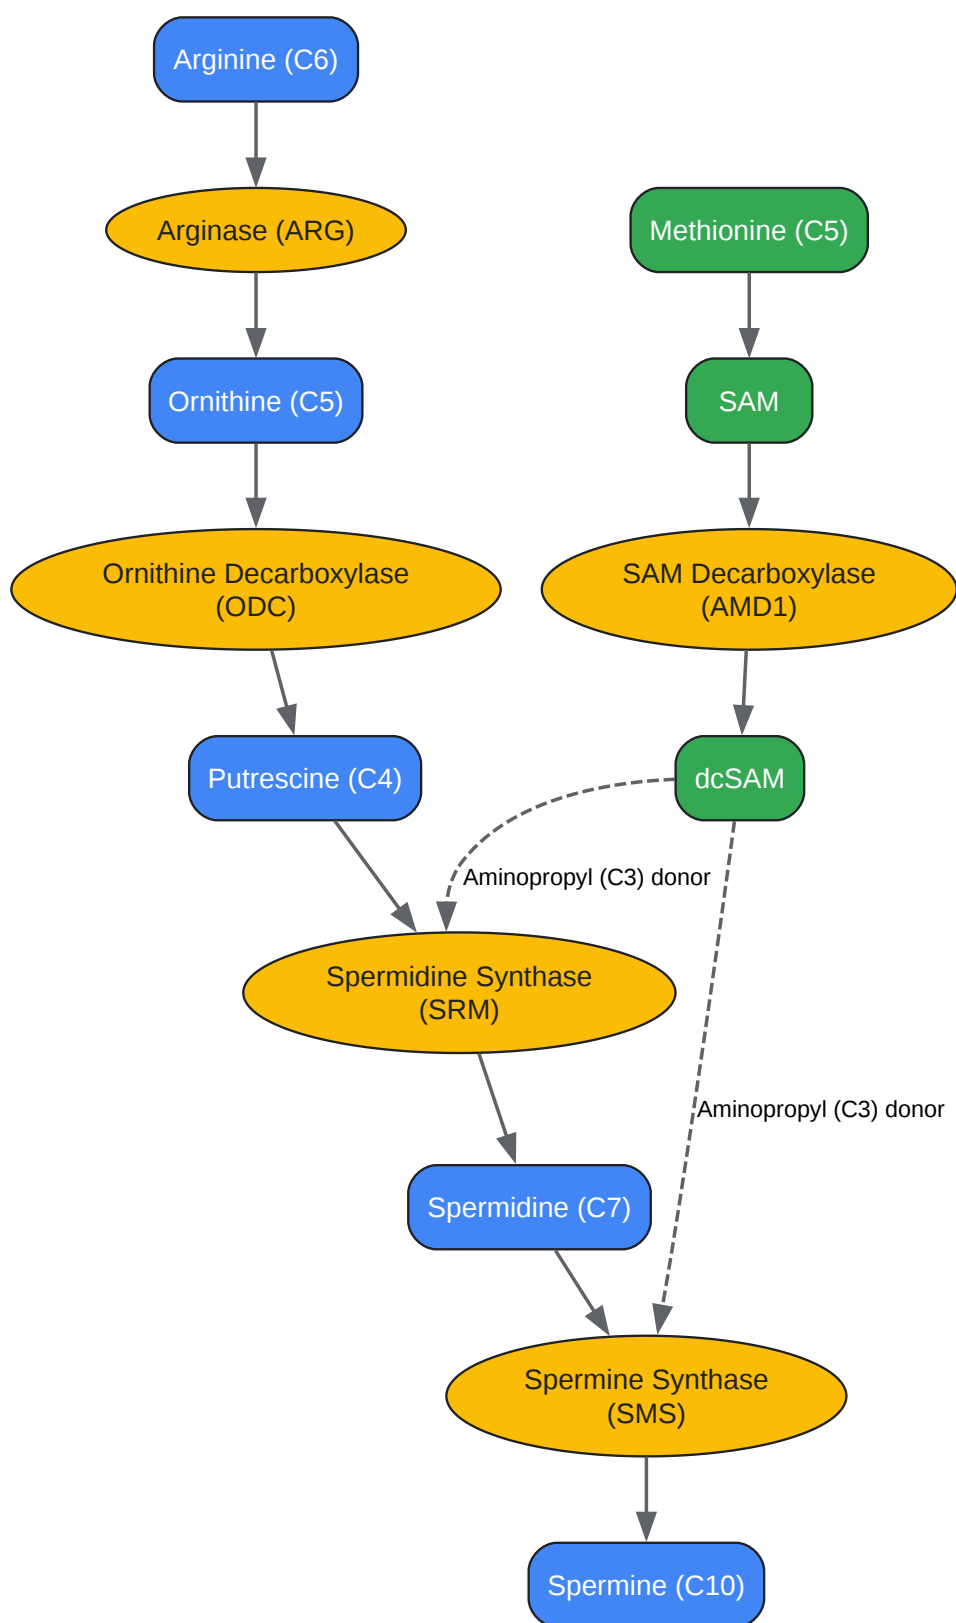 Arginine (C6)
Arginase (ARG)
Methionine (C5)
Ornithine (C5)
SAM
Ornithine Decarboxylase
(ODC)
SAM Decarboxylase
(AMD1)
Putrescine (C4)
dcSAM
Aminopropyl (C3) donor
Spermidine Synthase
(SRM)
Aminopropyl (C3) donor
Spermidine (C7)
Spermine Synthase
(SMS)
Spermine (C10)